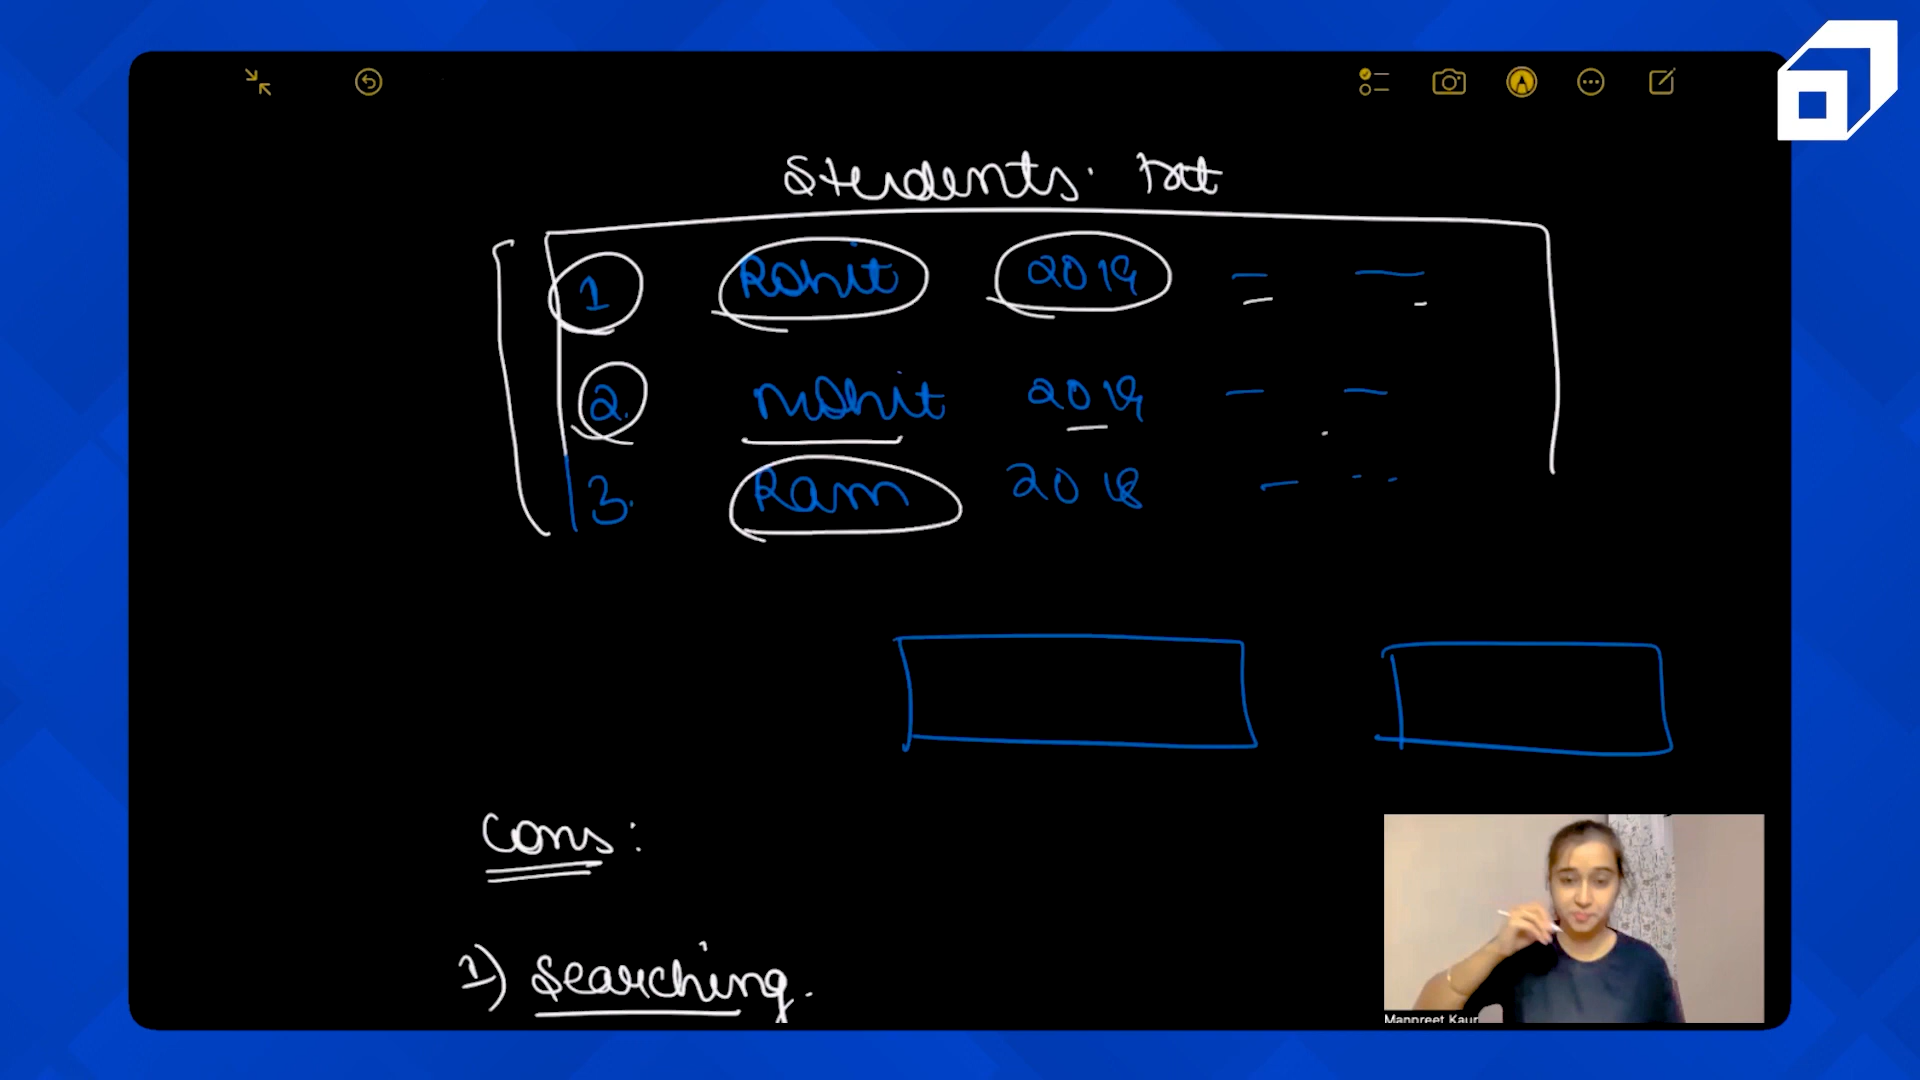 Students. txt
1 Rohit 2019 = —
2. Mohit 2019 — —
3. Ram 2018 — - -
Cons:
1) Searching.
Manpreet Kaur